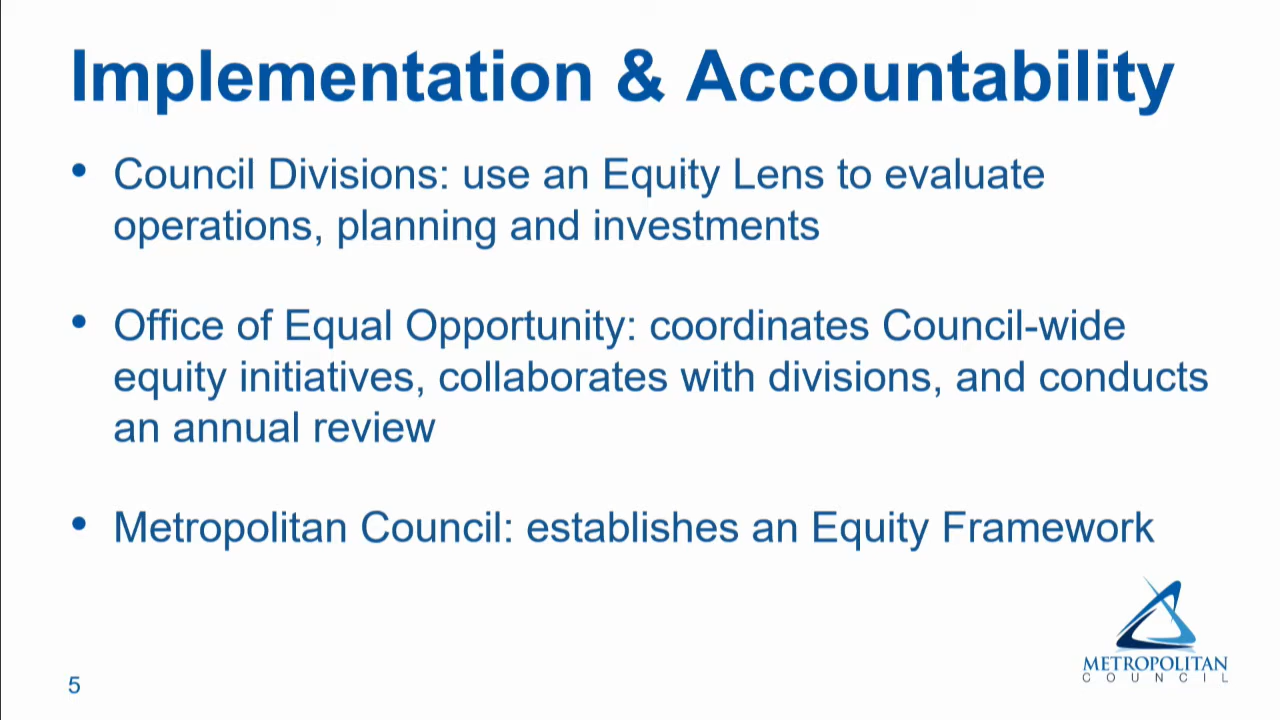 Implementation & Accountability
• Council Divisions: use an Equity Lens to evaluate
operations, planning and investments
• Office of Equal Opportunity: coordinates Council-wide
equity initiatives, collaborates with divisions, and conducts
an annual review
• Metropolitan Council: establishes an Equity Framework
METROPOLITAN
COUNCIL
5